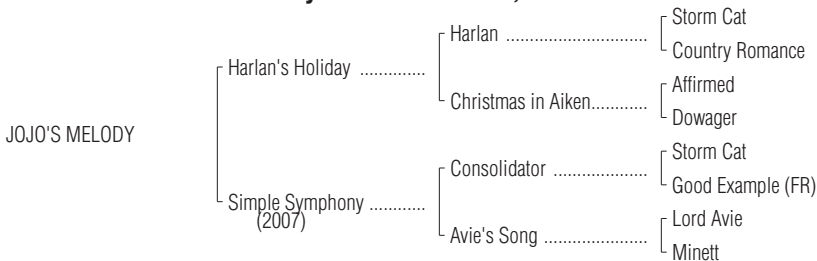 Storm Cat
Harlan ..............................
Country Romance
Harlan's Holiday ..............
Affirmed
Christmas in Aiken............
Dowager
JOJO'S MELODY
Storm Cat
Consolidator ....................
Good Example (FR)
Simple Symphony ............
(2007)
Lord Avie
Avie's Song ......................
Minett